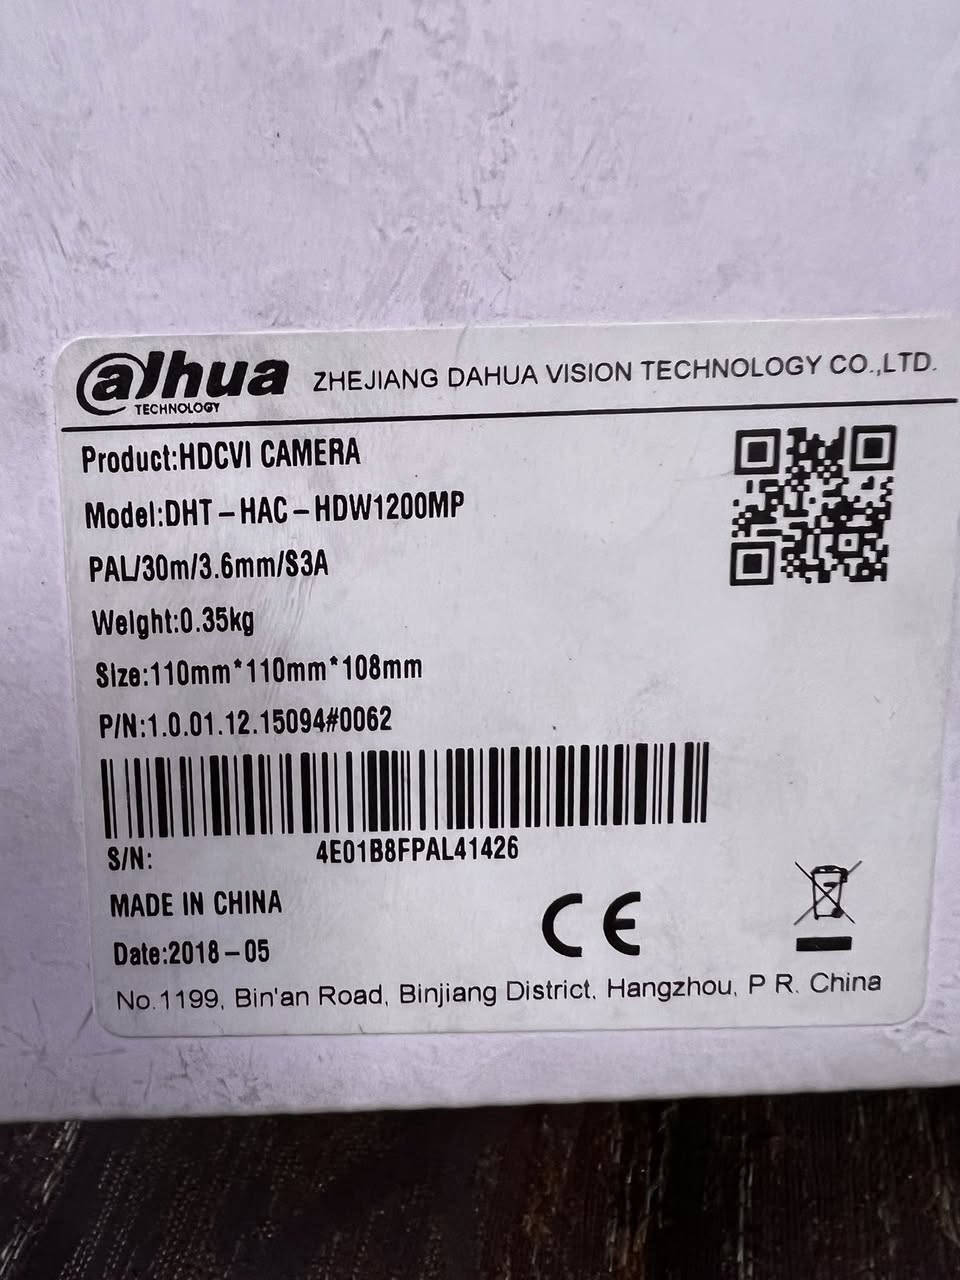 alhua
TECHNOLOGY
ZHEJIANG DAHUA VISION TECHNOLOGY CO.,LTD.
Product:HDCVI CAMERA
Model:DHT-HAC-HDW1200MP
PAL/30m/3.6mm/S3A
Weight:0.35kg
Size:110mm*110mm*108mm
P/N:1.0.01.12.15094#0062
S/N: 4E01B8FPAL41426
MADE IN CHINA
Date:2018-05
CE
No.1199, Bin'an Road, Binjiang District, Hangzhou, P R. China